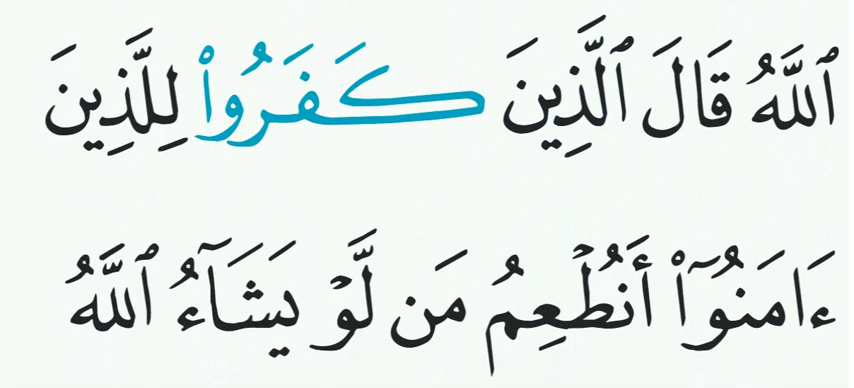 ٱللَّهُ قَالَ ٱلَّذِينَ كَفَرُوا۟ لِلَّذِينَ
ءَامَنُوٓا۟ أَنُطْعِمُ مَن لَّوْ يَشَآءُ ٱللَّهُ